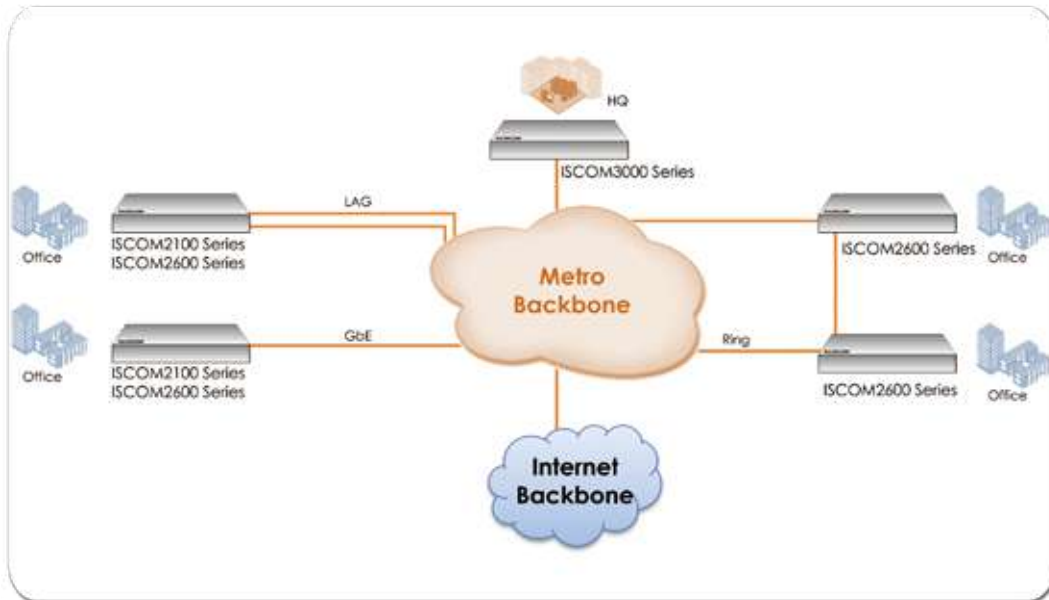 HQ
ISCOM3000 Series
LAG
ISCOM2100 Series
ISCOM2600 Series
Office
ISCOM2600 Series
Office
Metro
Backbone
GbE
ISCOM2100 Series
ISCOM2600 Series
Office
Ring
ISCOM2600 Series
Office
Internet
Backbone